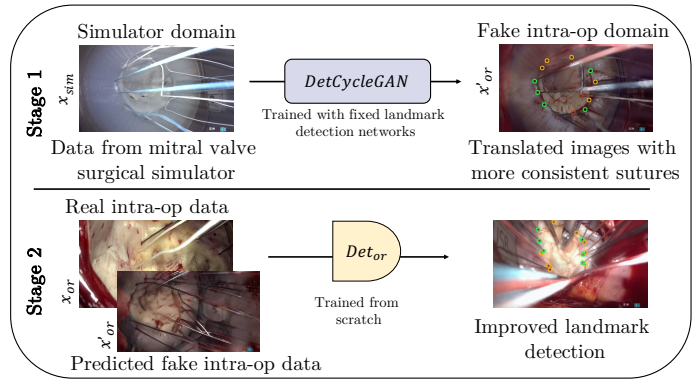 Simulator domain
Fake intra-op domain
Stage 1
x_sim
DetCycleGAN
x'_or
Trained with fixed landmark
detection networks
Data from mitral valve
surgical simulator
Translated images with
more consistent sutures
Real intra-op data
Stage 2
x_or
Det_or
x'_or
Trained from
scratch
Predicted fake intra-op data
Improved landmark
detection